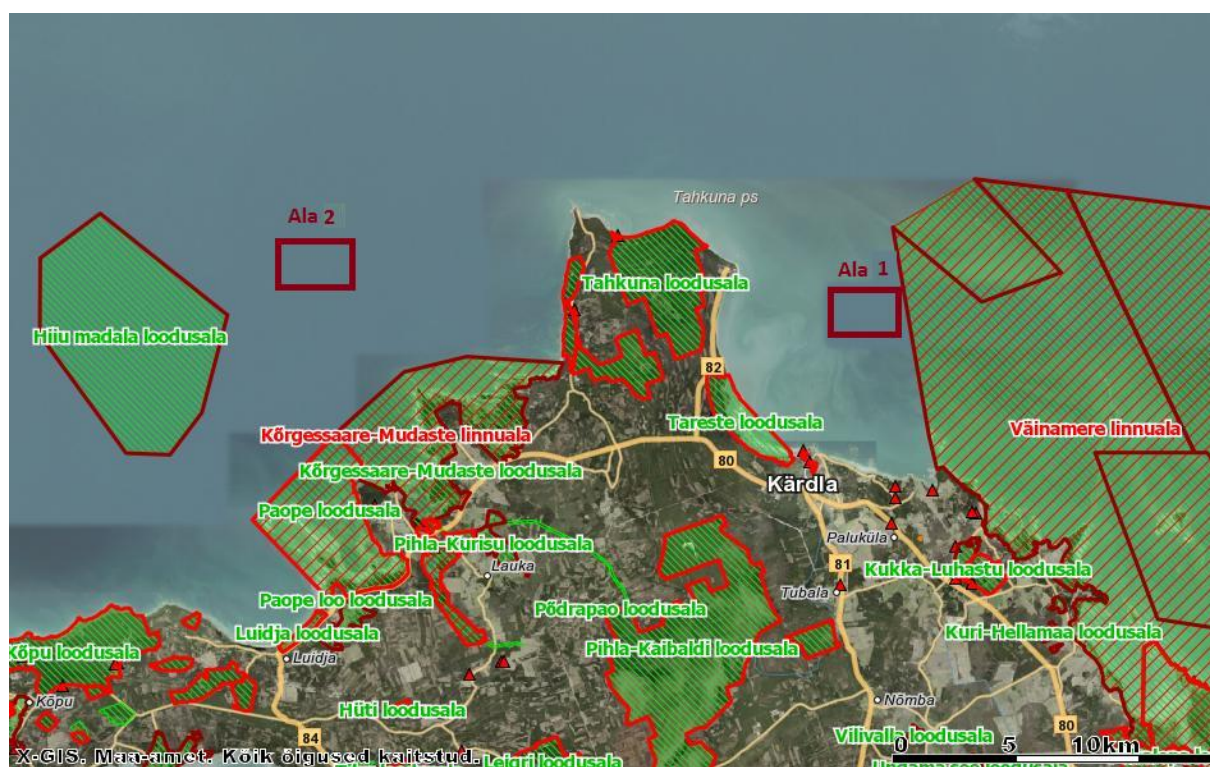 Tahkuna ps
Ala 2
Ala 1
Tahkuna loodusala
Hiiu madala loodusala
82
Tareste loodusala
Kõrgessaare-Mudaste linnuala
Väinamere linnuala
80
Kõrgessaare-Mudaste loodusala
Kärdla
Paope loodusala
Pihla-Kurisu loodusala
Paluküla
Lauka
81
Kukka-Luhastu loodusala
Tubala
Paope loo loodusala
Põdrapao loodusala
Luidja loodusala
Kuri-Hellamaa loodusala
Kõpu loodusala
Luidja
Pihla-Kaibaldi loodusala
Kõpu
Nõmba
Hüti loodusala
80
84
Vilivalla loodusala
0 5 10km
X-GIS. Maa-amet. Kõik õigused kaitstud.
Leigri loodusala